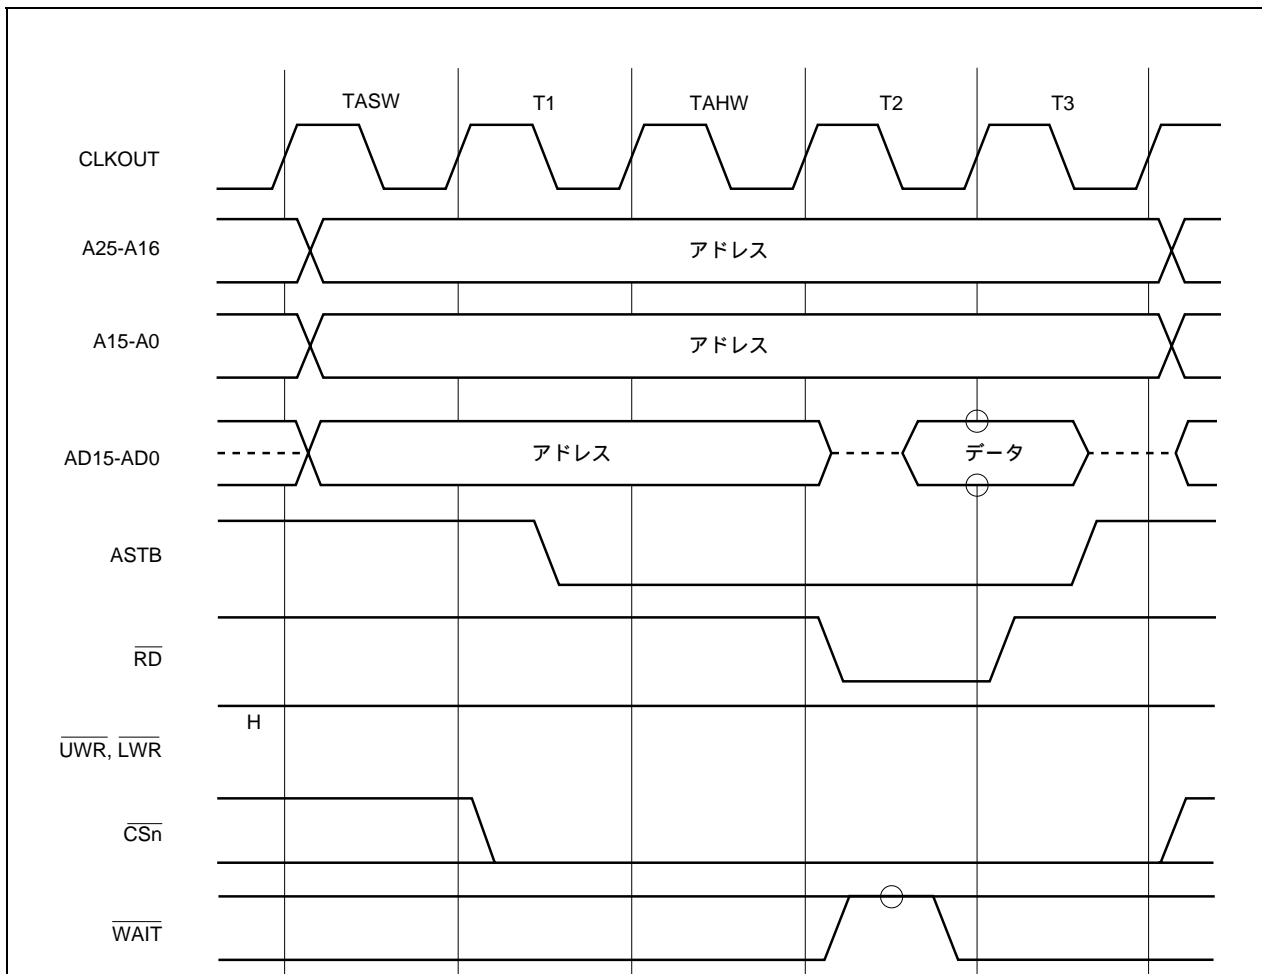 TASW T1 TAHW T2 T3
CLKOUT
A25-A16 アドレス
A15-A0 アドレス
AD15-AD0 アドレス データ
ASTB
RD
H
UWR, LWR
CSn
WAIT